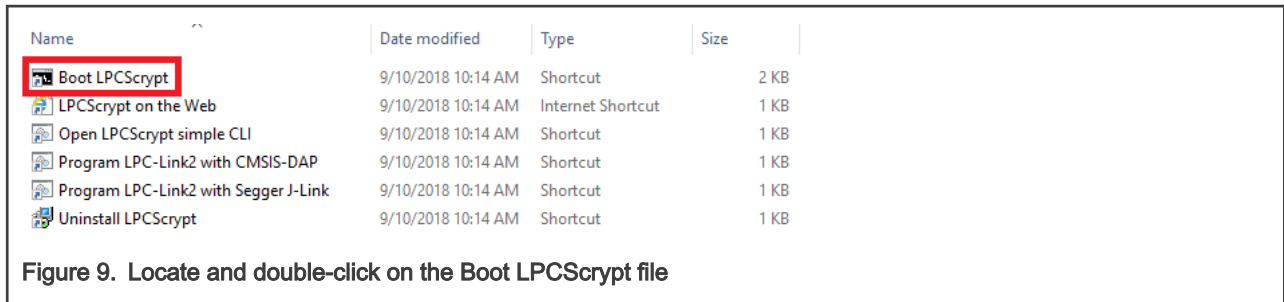 Name Date modified Type Size
Boot LPCScrypt 9/10/2018 10:14 AM Shortcut 2 KB
LPCScrypt on the Web 9/10/2018 10:14 AM Internet Shortcut 1 KB
Open LPCScrypt simple CLI 9/10/2018 10:14 AM Shortcut 1 KB
Program LPC-Link2 with CMSIS-DAP 9/10/2018 10:14 AM Shortcut 1 KB
Program LPC-Link2 with Segger J-Link 9/10/2018 10:14 AM Shortcut 1 KB
Uninstall LPCScrypt 9/10/2018 10:14 AM Shortcut 1 KB
Figure 9. Locate and double-click on the Boot LPCScrypt file